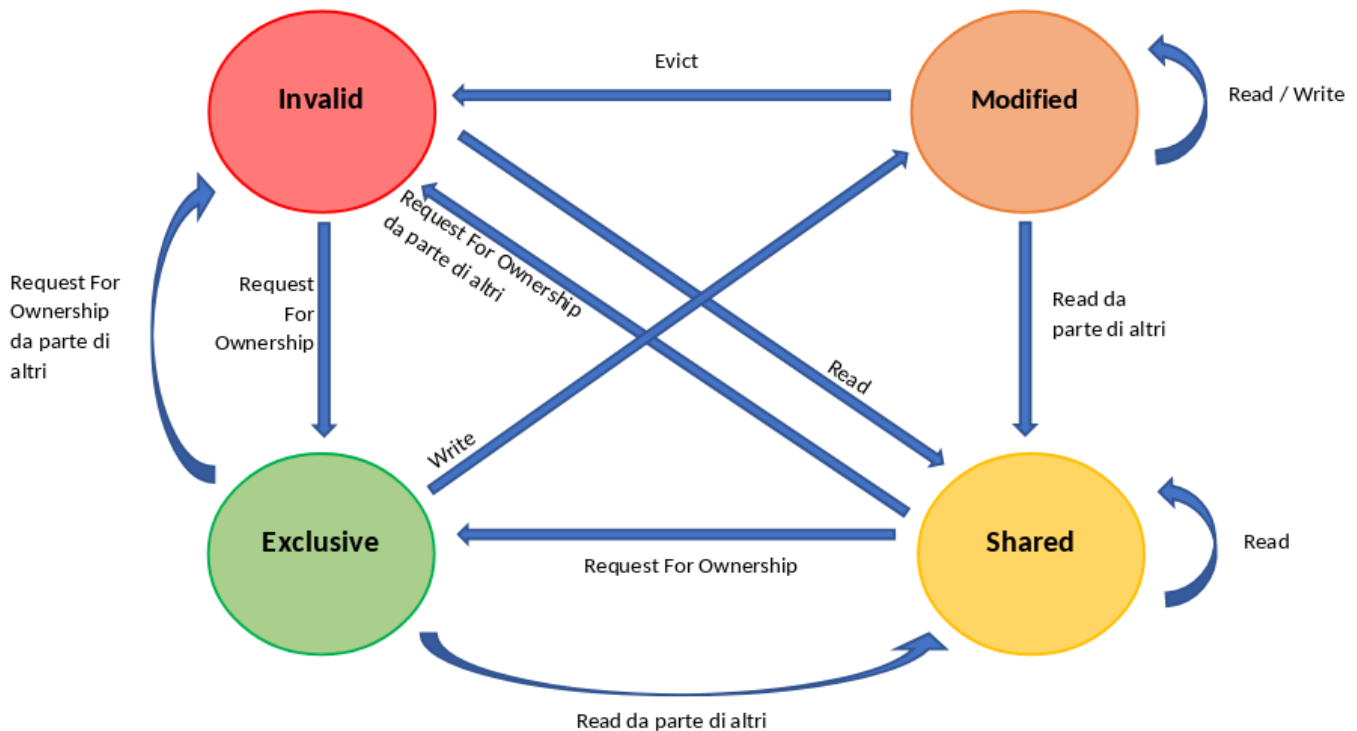 Evict
Invalid
Modified
Read / Write
Request For Ownership
da parte di altri
Request For
Ownership
da parte di
altri
Request
For
Ownership
Read da
parte di altri
Read
Write
Exclusive
Shared
Read
Request For Ownership
Read da parte di altri